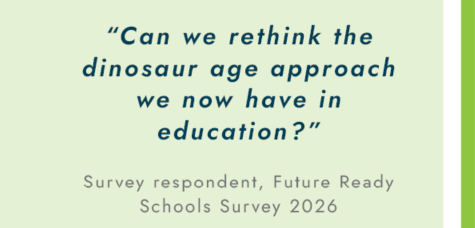 “Can we rethink the
dinosaur age approach
we now have in
education?”
Survey respondent, Future Ready
Schools Survey 2026